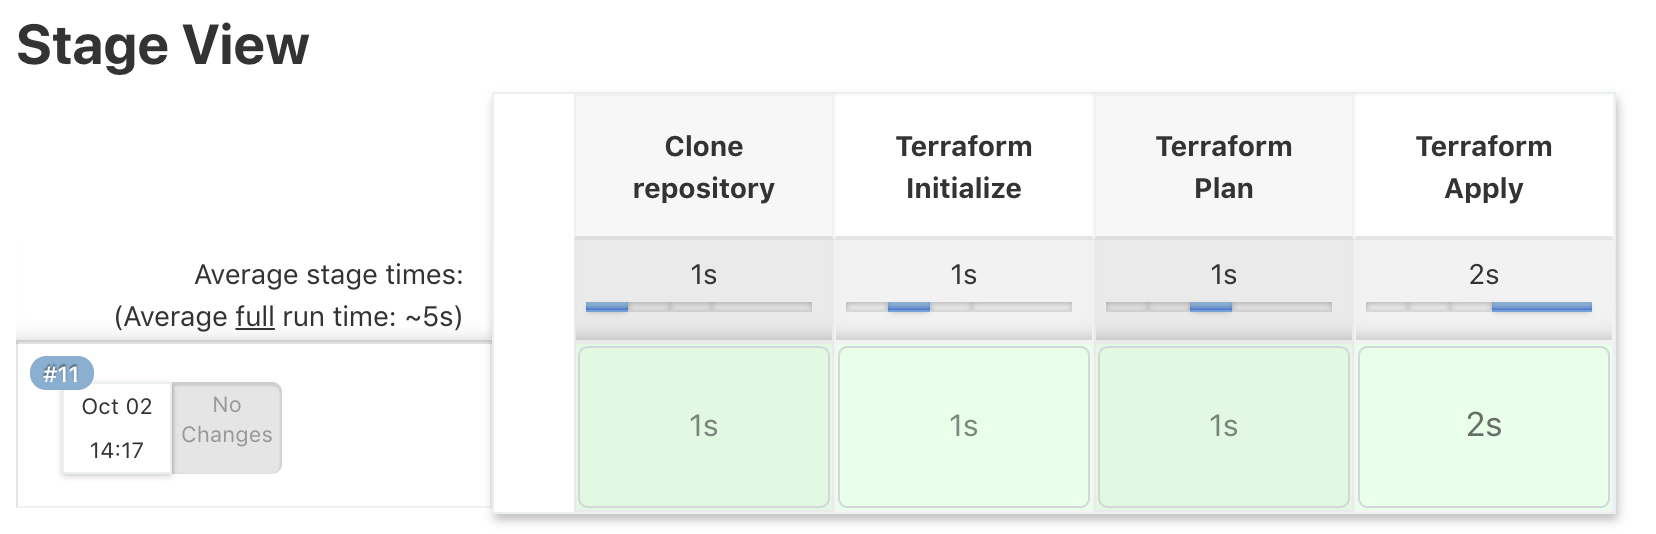 Stage View
Clone
repository
Terraform
Initialize
Terraform
Plan
Terraform
Apply
Average stage times:
(Average full run time: ~5s)
1s
1s
1s
2s
#11
Oct 02
14:17
No
Changes
1s
1s
1s
2s